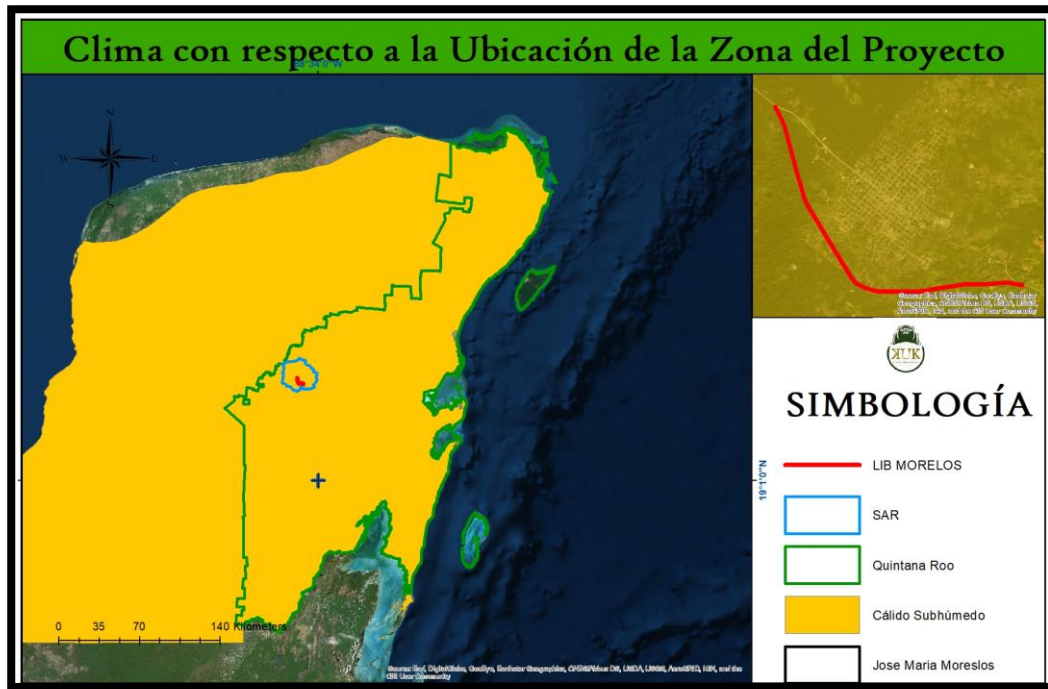 Clima con respecto a la Ubicación de la Zona del Proyecto
N
W
E
S
0 35 70 140 Kilometers
19°1'0"N
KUK
SIMBOLOGÍA
LIB MORELOS
SAR
Quintana Roo
Cálido Subhúmedo
Jose Maria Moreslos